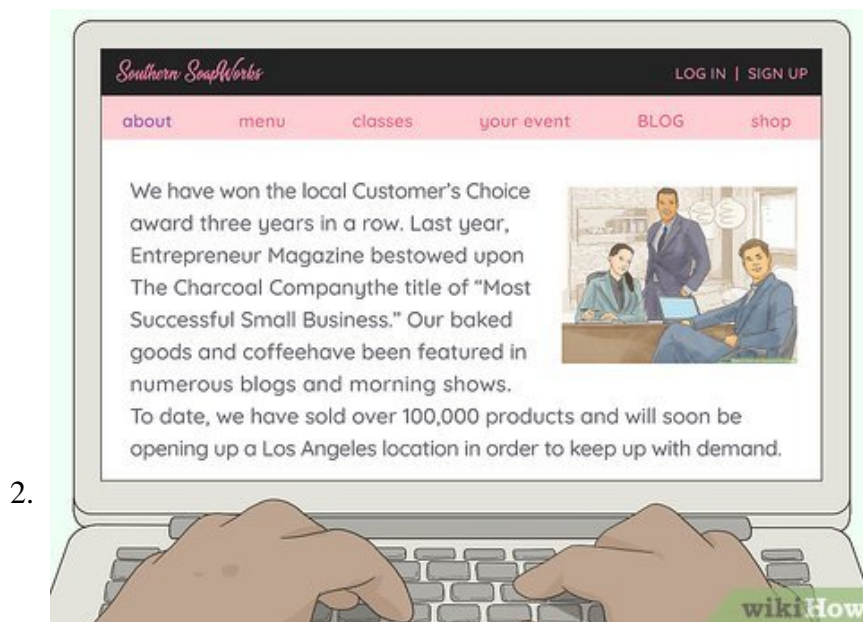 Southern SoapWorks
LOG IN | SIGN UP
about menu classes your event BLOG shop
We have won the local Customer's Choice
award three years in a row. Last year,
Entrepreneur Magazine bestowed upon
The Charcoal Companythe title of “Most
Successful Small Business.” Our baked
goods and coffeehave been featured in
numerous blogs and morning shows.
To date, we have sold over 100,000 products and will soon be
opening up a Los Angeles location in order to keep up with demand.
2.
wikiHow